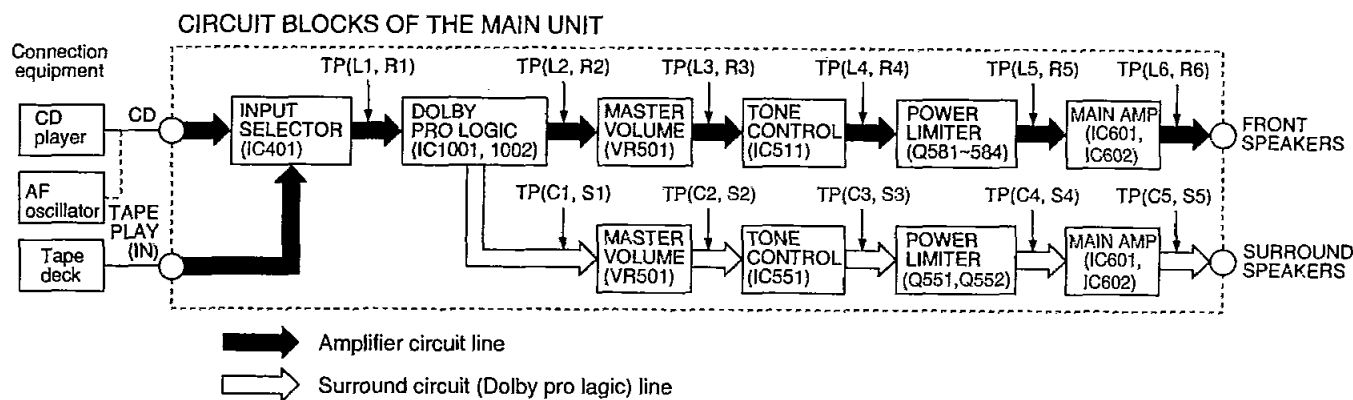 CIRCUIT BLOCKS OF THE MAIN UNIT
Connection
equipment
TP(L1, R1)
TP(L2, R2)
TP(L3, R3)
TP(L4, R4)
TP(L5, R5)
TP(L6, R6)
CD
player
CD
INPUT
SELECTOR
(IC401)
DOLBY
PRO LOGIC
(IC1001, 1002)
MASTER
VOLUME
(VR501)
TONE
CONTROL
(IC511)
POWER
LIMITER
(Q581~584)
MAIN AMP
(IC601,
IC602)
FRONT
SPEAKERS
AF
oscillator
TAPE
PLAY
(IN)
Tape
deck
TP(C1, S1)
TP(C2, S2)
TP(C3, S3)
TP(C4, S4)
TP(C5, S5)
MASTER
VOLUME
(VR501)
TONE
CONTROL
(IC551)
POWER
LIMITER
(Q551,Q552)
MAIN AMP
(IC601,
IC602)
SURROUND
SPEAKERS
Amplifier circuit line
Surround circuit (Dolby pro lagic) line